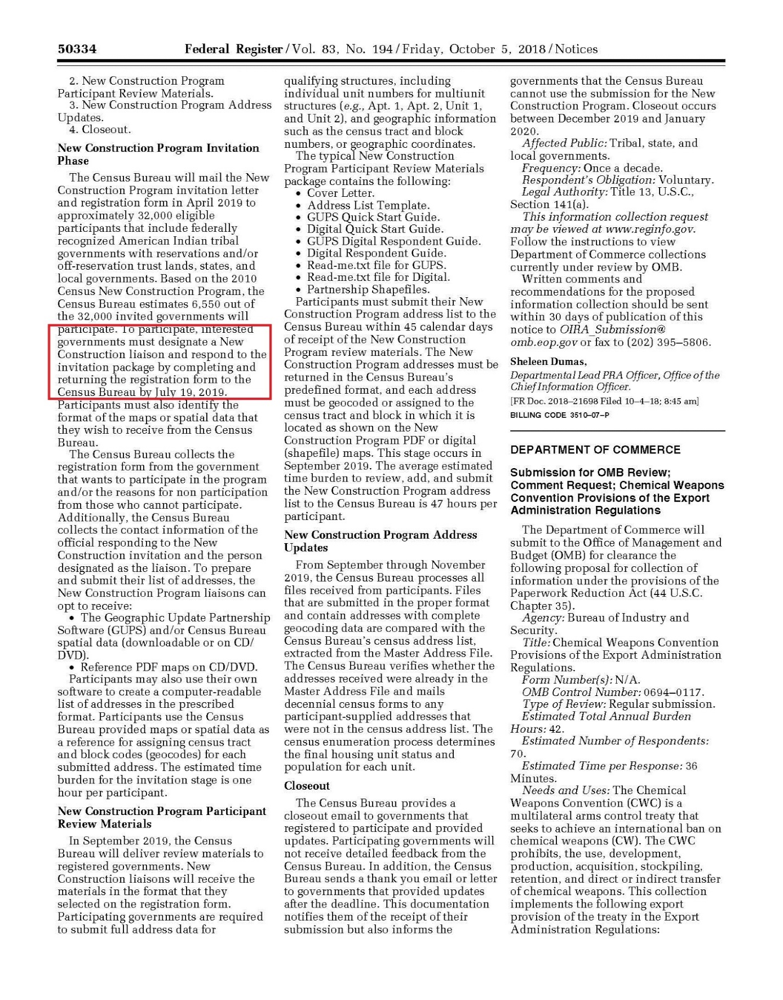 50334
Federal Register / Vol. 83, No. 194 / Friday, October 5, 2018 / Notices
2. New Construction Program
Participant Review Materials.
3. New Construction Program Address
Updates.
4. Closeout.
New Construction Program Invitation
Phase
The Census Bureau will mail the New
Construction Program invitation letter
and registration form in April 2019 to
approximately 32,000 eligible
participants that include federally
recognized American Indian tribal
governments with reservations and/or
off-reservation trust lands, states, and
local governments. Based on the 2010
Census New Construction Program, the
Census Bureau estimates 6,550 out of
the 32,000 invited governments will
participate. To participate, interested
governments must designate a New
Construction liaison and respond to the
invitation package by completing and
returning the registration form to the
Census Bureau by July 19, 2019.
Participants must also identify the
format of the maps or spatial data that
they wish to receive from the Census
Bureau.
The Census Bureau collects the
registration form from the government
that wants to participate in the program
and/or the reasons for non participation
from those who cannot participate.
Additionally, the Census Bureau
collects the contact information of the
official responding to the New
Construction invitation and the person
designated as the liaison. To prepare
and submit their list of addresses, the
New Construction Program liaisons can
opt to receive:
• The Geographic Update Partnership
Software (GUPS) and/or Census Bureau
spatial data (downloadable or on CD/
DVD).
• Reference PDF maps on CD/DVD.
Participants may also use their own
software to create a computer-readable
list of addresses in the prescribed
format. Participants use the Census
Bureau provided maps or spatial data as
a reference for assigning census tract
and block codes (geocodes) for each
submitted address. The estimated time
burden for the invitation stage is one
hour per participant.
New Construction Program Participant
Review Materials
In September 2019, the Census
Bureau will deliver review materials to
registered governments. New
Construction liaisons will receive the
materials in the format that they
selected on the registration form.
Participating governments are required
to submit full address data for
qualifying structures, including
individual unit numbers for multiunit
structures (e.g., Apt. 1, Apt. 2, Unit 1,
and Unit 2), and geographic information
such as the census tract and block
numbers, or geographic coordinates.
The typical New Construction
Program Participant Review Materials
package contains the following:
• Cover Letter.
• Address List Template.
• GUPS Quick Start Guide.
• Digital Quick Start Guide.
• GUPS Digital Respondent Guide.
• Digital Respondent Guide.
• Read-me.txt file for GUPS.
• Read-me.txt file for Digital.
• Partnership Shapefiles.
Participants must submit their New
Construction Program address list to the
Census Bureau within 45 calendar days
of receipt of the New Construction
Program review materials. The New
Construction Program addresses must be
returned in the Census Bureau's
predefined format, and each address
must be geocoded or assigned to the
census tract and block in which it is
located as shown on the New
Construction Program PDF or digital
(shapefile) maps. This stage occurs in
September 2019. The average estimated
time burden to review, add, and submit
the New Construction Program address
list to the Census Bureau is 47 hours per
participant.
New Construction Program Address
Updates
From September through November
2019, the Census Bureau processes all
files received from participants. Files
that are submitted in the proper format
and contain addresses with complete
geocoding data are compared with the
Census Bureau's census address list,
extracted from the Master Address File.
The Census Bureau verifies whether the
addresses received were already in the
Master Address File and mails
decennial census forms to any
participant-supplied addresses that
were not in the census address list. The
census enumeration process determines
the final housing unit status and
population for each unit.
Closeout
The Census Bureau provides a
closeout email to governments that
registered to participate and provided
updates. Participating governments will
not receive detailed feedback from the
Census Bureau. In addition, the Census
Bureau sends a thank you email or letter
to governments that provided updates
after the deadline. This documentation
notifies them of the receipt of their
submission but also informs the
governments that the Census Bureau
cannot use the submission for the New
Construction Program. Closeout occurs
between December 2019 and January
2020.
Affected Public: Tribal, state, and
local governments.
Frequency: Once a decade.
Respondent's Obligation: Voluntary.
Legal Authority: Title 13, U.S.C.,
Section 141(a).
This information collection request
may be viewed at www.reginfo.gov.
Follow the instructions to view
Department of Commerce collections
currently under review by OMB.
Written comments and
recommendations for the proposed
information collection should be sent
within 30 days of publication of this
notice to OIRA_Submission@
omb.eop.gov or fax to (202) 395–5806.
Sheleen Dumas,
Departmental Lead PRA Officer, Office of the
Chief Information Officer.
[FR Doc. 2018–21698 Filed 10–4–18; 8:45 am]
BILLING CODE 3510–07–P
DEPARTMENT OF COMMERCE
Submission for OMB Review;
Comment Request; Chemical Weapons
Convention Provisions of the Export
Administration Regulations
The Department of Commerce will
submit to the Office of Management and
Budget (OMB) for clearance the
following proposal for collection of
information under the provisions of the
Paperwork Reduction Act (44 U.S.C.
Chapter 35).
Agency: Bureau of Industry and
Security.
Title: Chemical Weapons Convention
Provisions of the Export Administration
Regulations.
Form Number(s): N/A.
OMB Control Number: 0694–0117.
Type of Review: Regular submission.
Estimated Total Annual Burden
Hours: 42.
Estimated Number of Respondents:
70.
Estimated Time per Response: 36
Minutes.
Needs and Uses: The Chemical
Weapons Convention (CWC) is a
multilateral arms control treaty that
seeks to achieve an international ban on
chemical weapons (CW). The CWC
prohibits, the use, development,
production, acquisition, stockpiling,
retention, and direct or indirect transfer
of chemical weapons. This collection
implements the following export
provision of the treaty in the Export
Administration Regulations: